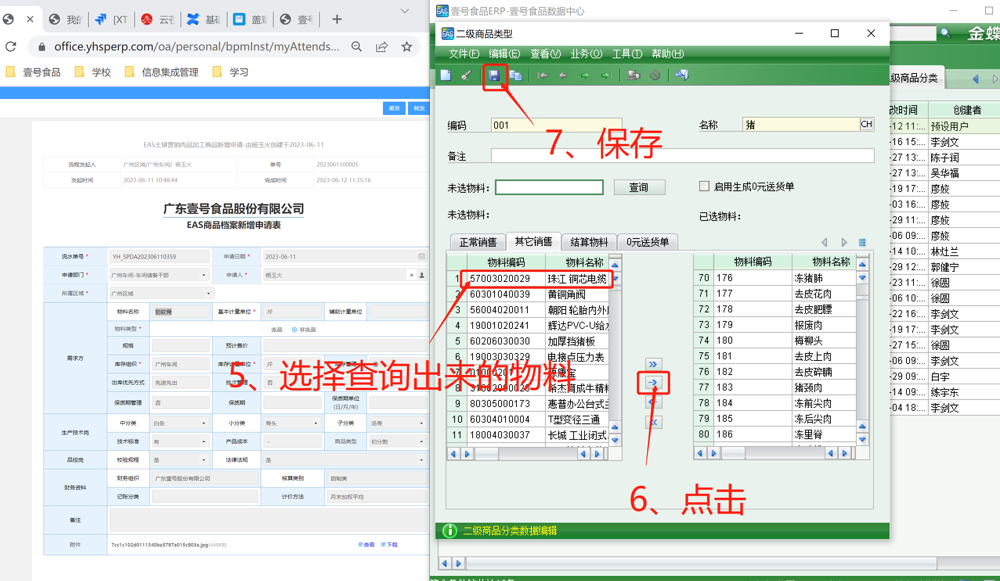 我的
[XT
基础
壹号
office.yhsperp.com/oa/personal/bpmInst/myAttends...
壹号食品
学校
信息集成管理
学习
留言
转发
EAS土猪营销肉品加工商品新增申请-由杨玉火创建于2023-06-11
流程发起人 广州区域/广州车间/ 杨玉火 单号 2023061100005
发起时间 2023-06-11 10:48:44 完成时间 2023-06-12 11:35:16
广东壹号食品股份有限公司
EAS商品档案新增申请表
流水单号 * YH_SPDA202306110359 申请日期 * 2023-06-11
申请部门 * 广州车间-车间储备干部 申请人 * 杨玉火
所属区域 * 广州区域
需求方
物料名称 肋软骨 基本计量单位 * 斤 辅助计量单位
物料类型 * 冻品 非冻品
规格 预计售价
库存组织 * 广州车间 库存计量单位 * 斤 库存管理 是
出库优先方式 先进先出 批次管理 否
保质期管理 否 保质期 保质期单位
(日/月/年)
生产技术岗
中分类 白条 小分类 骨头 子分类 汤骨
技术标准 有 产品成本 - 商品类型 初分割
品控岗 校验规程 是 法律法规 是
财务资料
财务组织 广东壹号股份有限公司 核算类别 自制类
记账分类 计价方法 月末加权平均
备注
附件 7cc1c102d0111340ba5797a015c903a.jpg(445KB) 查看 下载
EAS 壹号食品ERP-壹号食品数据中心
金蝶
EAS 二级商品类型
文件(F) 编辑(E) 查看(V) 业务(O) 工具(T) 帮助(H)
编码 001 名称 猪 CH
7、保存
备注
未选物料： 查询 启用生成0元送货单
未选物料： 已选物料：
正常销售 其它销售 结算物料 0元送货单
物料编码 物料名称
1 57003020029 珠江 铜芯电缆
2 60301040039 黄铜角阀
3 56004020011 朝阳 轮胎内外
4 19001020241 辉达PVC-U给
5 60206030030 加厚挡猪板
6 19003030329 电接点压力表
9 80305000173 惠普办公台式
10 60304010004 T型变径三通
11 18004030037 长城 工业闭式
5、选择查询出来的物料
6、点击
物料编码 物料名称
70 176 冻猪肺
71 177 去皮花肉
72 178 去皮肥膘
73 179 报废肉
74 180 梅柳头
75 181 去皮上肉
76 182 去皮碎腩
77 183 猪颈肉
78 184 冻前尖肉
79 185 冻后尖肉
80 186 冻里脊
二级商品分类数据编辑
级商品分类
改时间 创建者
-12 11:... 预设用户
-16 15:... 李剑文
-27 13:... 陈子润
-27 13:... 吴华福
-19 17:... 廖姣
-03 16:... 廖姣
-29 11:... 廖姣
-06 09:... 廖姣
-14 10:... 林灶兰
-29 12:... 郭健宁
-23 11:... 徐圆
-06 10:... 徐圆
-22 16:... 李剑文
-19 17:... 李剑文
-27 15:... 徐圆
-06 09:... 李剑文
-29 09:... 白宇
-14 09:... 练宇东
-04 18:... 李剑文